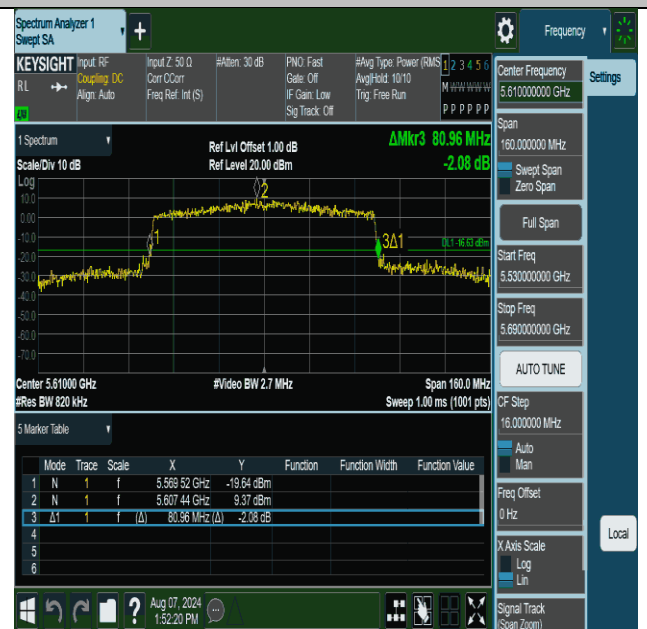 Spectrum Analyzer 1
Swept SA
+
Frequency
KEYSIGHT
RL
Input: RF
Coupling: DC
Align: Auto
Input Z: 50 Ω
Corr CCorr
Freq Ref: Int (S)
#Atten: 30 dB
PNO: Fast
Gate: Off
IF Gain: Low
Sig Track: Off
#Avg Type: Power (RMS
Avg|Hold: 10/10
Trig: Free Run
1 2 3 4 5 6
M W W W W W
P P P P P P
1 Spectrum
Scale/Div 10 dB
Log
Ref Lvl Offset 1.00 dB
Ref Level 20.00 dBm
ΔMkr3 80.96 MHz
-2.08 dB
10.0
0.00
-10.0
-20.0
-30.0
-40.0
-50.0
-60.0
-70.0
2
1
3Δ1
DL1 -16.63 dBm
Center 5.61000 GHz
#Res BW 820 kHz
#Video BW 2.7 MHz
Span 160.0 MHz
Sweep 1.00 ms (1001 pts)
5 Marker Table
Mode Trace Scale X Y Function Function Width Function Value
1 N 1 f 5.569 52 GHz -19.64 dBm
2 N 1 f 5.607 44 GHz 9.37 dBm
3 Δ1 1 f (Δ) 80.96 MHz (Δ) -2.08 dB
4
5
6
Aug 07, 2024
1:52:20 PM
?
Center Frequency
5.610000000 GHz
Settings
Span
160.000000 MHz
Swept Span
Zero Span
Full Span
Start Freq
5.530000000 GHz
Stop Freq
5.690000000 GHz
AUTO TUNE
CF Step
16.000000 MHz
Auto
Man
Freq Offset
0 Hz
Local
X Axis Scale
Log
Lin
Signal Track
(Span Zoom)